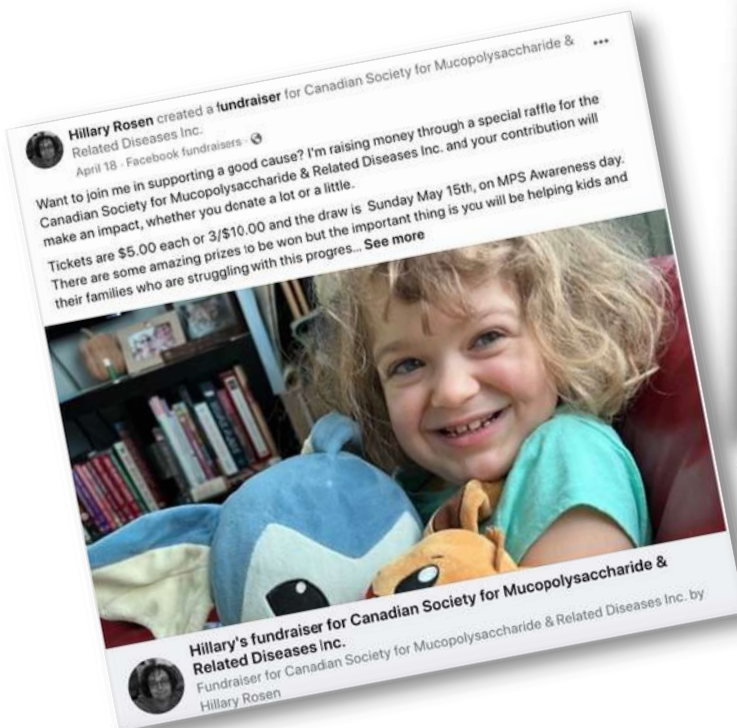 Hillary Rosen created a fundraiser for Canadian Society for Mucopolysaccharide &
Related Diseases Inc.
April 18 · Facebook fundraisers ·
Want to join me in supporting a good cause? I'm raising money through a special raffle for the
Canadian Society for Mucopolysaccharide & Related Diseases Inc. and your contribution will
make an impact, whether you donate a lot or a little.
Tickets are $5.00 each or 3/$10.00 and the draw is Sunday May 15th, on MPS Awareness day.
There are some amazing prizes to be won but the important thing is you will be helping kids and
their families who are struggling with this progres... See more
Hillary's fundraiser for Canadian Society for Mucopolysaccharide &
Related Diseases Inc.
Fundraiser for Canadian Society for Mucopolysaccharide & Related Diseases Inc. by
Hillary Rosen